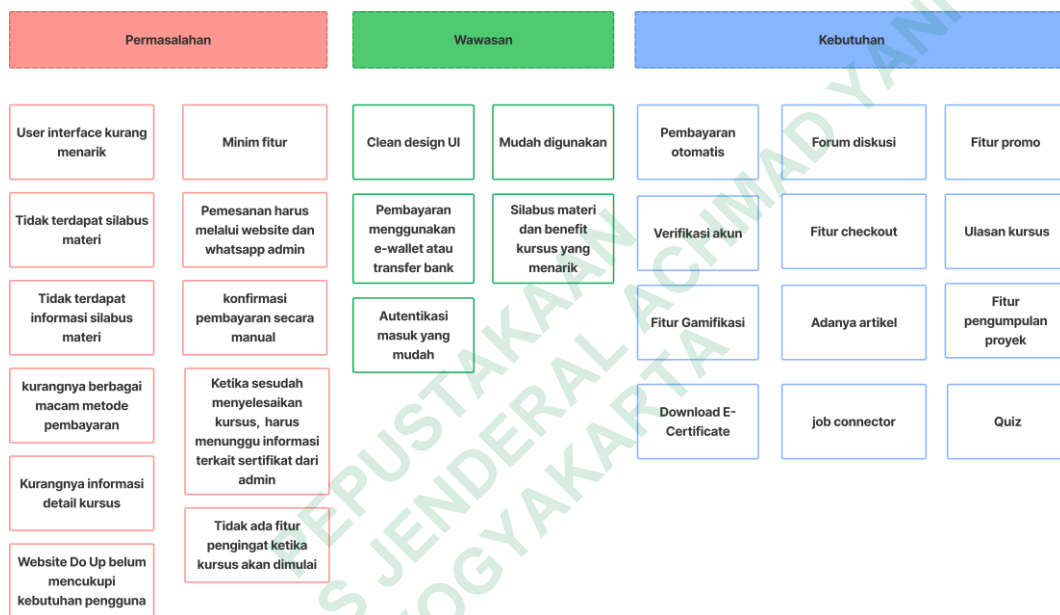 Permasalahan
Wawasan
Kebutuhan
User interface kurang
menarik
Minim fitur
Clean design UI
Mudah digunakan
Pembayaran
otomatis
Forum diskusi
Fitur promo
Tidak terdapat silabus
materi
Pemesanan harus
melalui website dan
whatsapp admin
Pembayaran
menggunakan
e-wallet atau
transfer bank
Silabus materi
dan benefit
kursus yang
menarik
Verifikasi akun
Fitur checkout
Ulasan kursus
Tidak terdapat
informasi silabus
materi
konfirmasi
pembayaran secara
manual
Autentikasi
masuk yang
mudah
Fitur Gamifikasi
Adanya artikel
Fitur
pengumpulan
proyek
kurangnya berbagai
macam metode
pembayaran
Ketika sesudah
menyelesaikan
kursus, harus
menunggu informasi
terkait sertifikat dari
admin
Download E-
Certificate
job connector
Quiz
Kurangnya informasi
detail kursus
Tidak ada fitur
pengingat ketika
kursus akan dimulai
Website Do Up belum
mencukupi
kebutuhan pengguna
PEPUSTAKAAN
S JENDERAL ACHMAD YANI
YOGYAKARTA